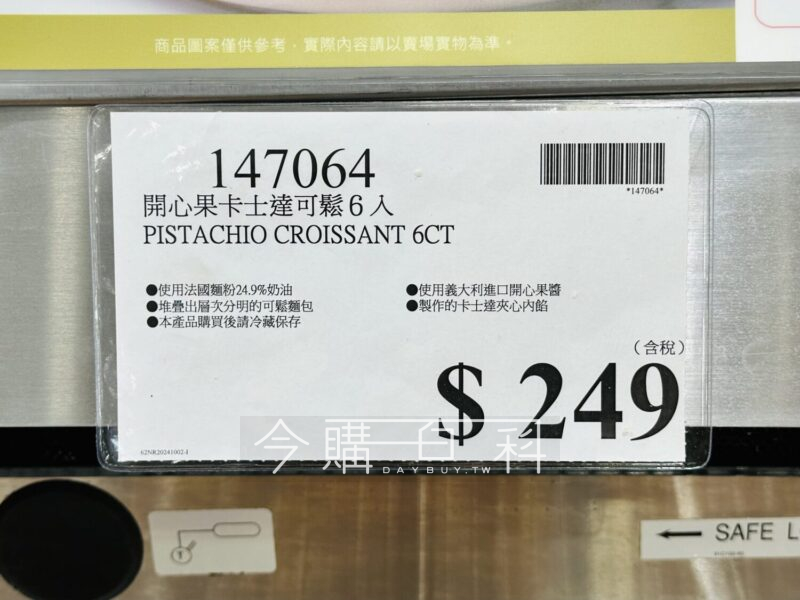 商品圖案僅供參考，實際內容請以賣場實物為準。
147064
*147064*
開心果卡士達可鬆６入
PISTACHIO CROISSANT 6CT
●使用法國麵粉24.9%奶油
●堆疊出層次分明的可鬆麵包
●本產品購買後請冷藏保存
●使用義大利進口開心果醬
●製作的卡士達夾心內餡
（含稅）
$ 249
62NR20241002-I
今購百科
DAYBUY.TW
1
← SAFE L